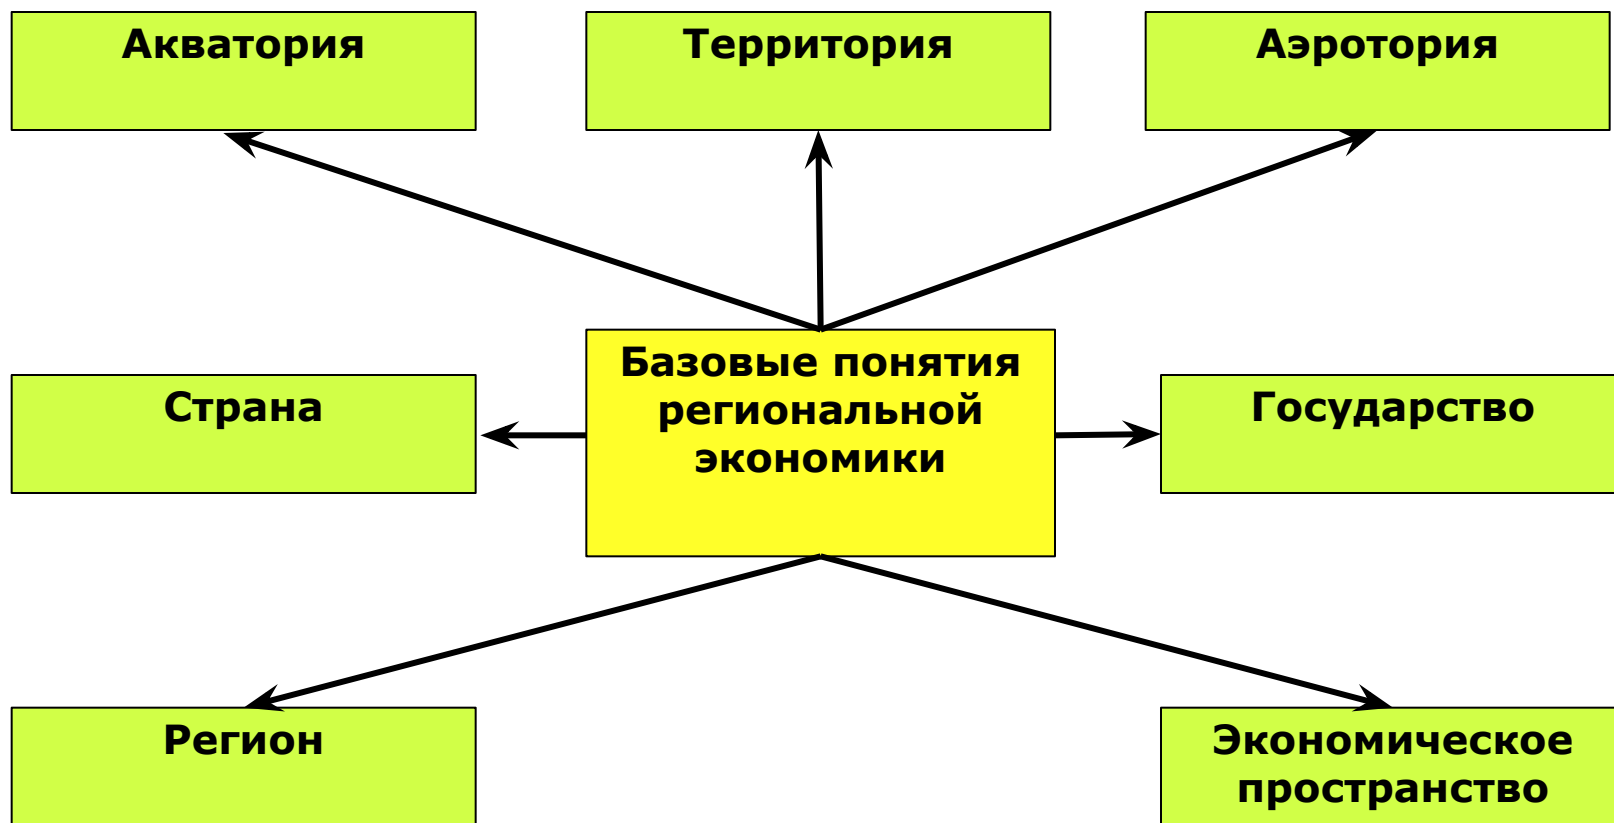 Акватория
Территория
Аэротория
Страна
Базовые понятия
региональной
экономики
Государство
Регион
Экономическое
пространство